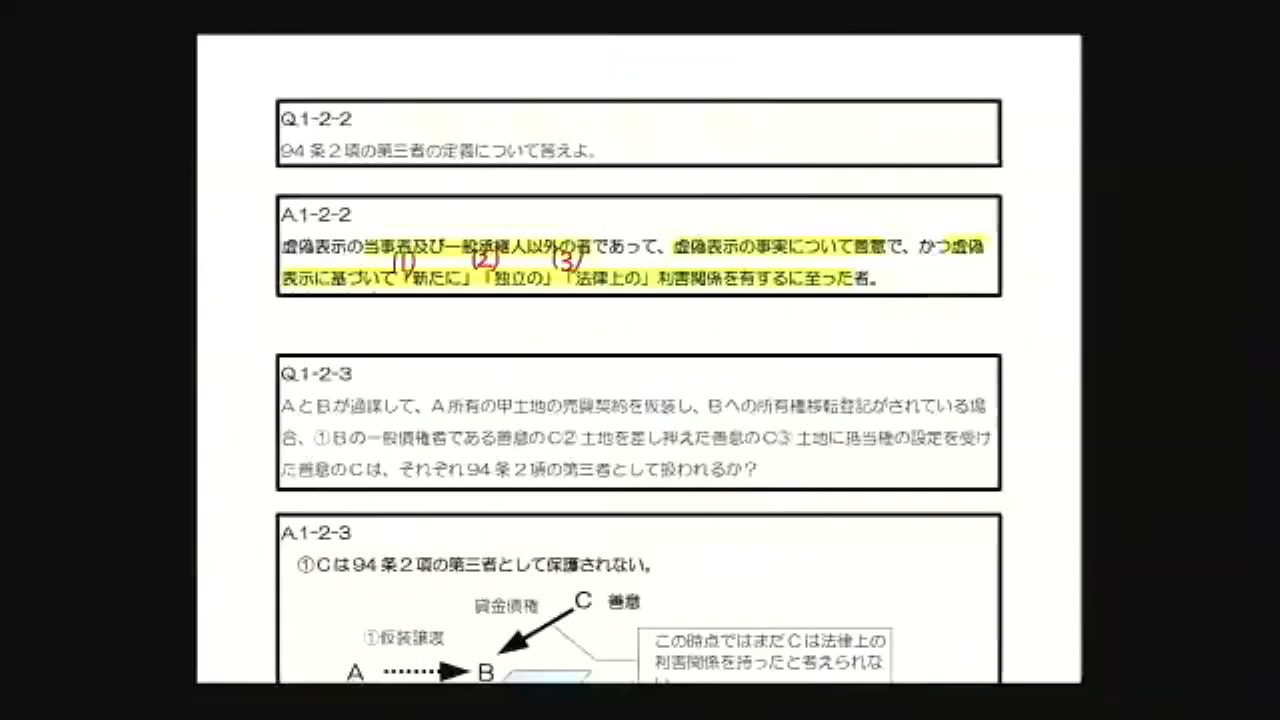 Q.1-2-2
94条2項の第三者の定義について答えよ。
A.1-2-2
虚偽表示の当事者及び一般承継人以外の者であって、虚偽表示の事実について善意で、かつ虚偽
(1) (2) (3)
表示に基づいて「新たに」「独立の」「法律上の」利害関係を有するに至った者。
Q.1-2-3
AとBが通謀して、A所有の甲土地の売買契約を仮装し、Bへの所有権移転登記がされている場
合、①Bの一般債権者である善意のC②土地を差し押えた善意のC③土地に抵当権の設定を受け
た善意のCは、それぞれ94条2項の第三者として扱われるか?
A.1-2-3
①Cは94条2項の第三者として保護されない。
貸金債権 C 善意
①仮装譲渡
この時点ではまだCは法律上の
利害関係を持ったと考えられな
A B